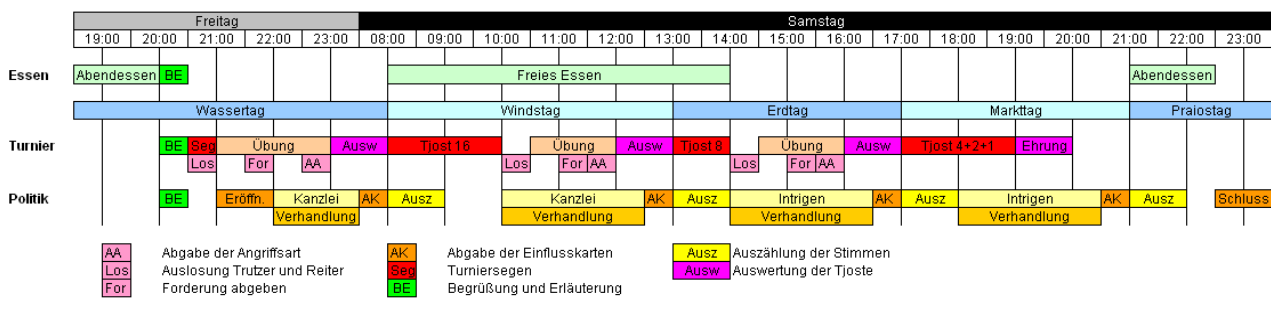 Freitag Samstag
19:00 20:00 21:00 22:00 23:00 08:00 09:00 10:00 11:00 12:00 13:00 14:00 15:00 16:00 17:00 18:00 19:00 20:00 21:00 22:00 23:00
Essen Abendessen BE Freies Essen Abendessen
Wassertag Windstag Erdtag Markttag Praiostag
Turnier BE Seg Übung Ausw Tjost 16 Übung Ausw Tjost 8 Übung Ausw Tjost 4+2+1 Ehrung
Los For AA Los For AA Los For AA
Politik BE Eröffn. Kanzlei AK Ausz Kanzlei AK Ausz Intrigen AK Ausz Intrigen AK Ausz Schluss
Verhandlung Verhandlung Verhandlung Verhandlung
AA Abgabe der Angriffsart AK Abgabe der Einflusskarten Ausz Auszählung der Stimmen
Los Auslosung Trutzer und Reiter Seg Turniersegen Ausw Auswertung der Tjoste
For Forderung abgeben BE Begrüßung und Erläuterung